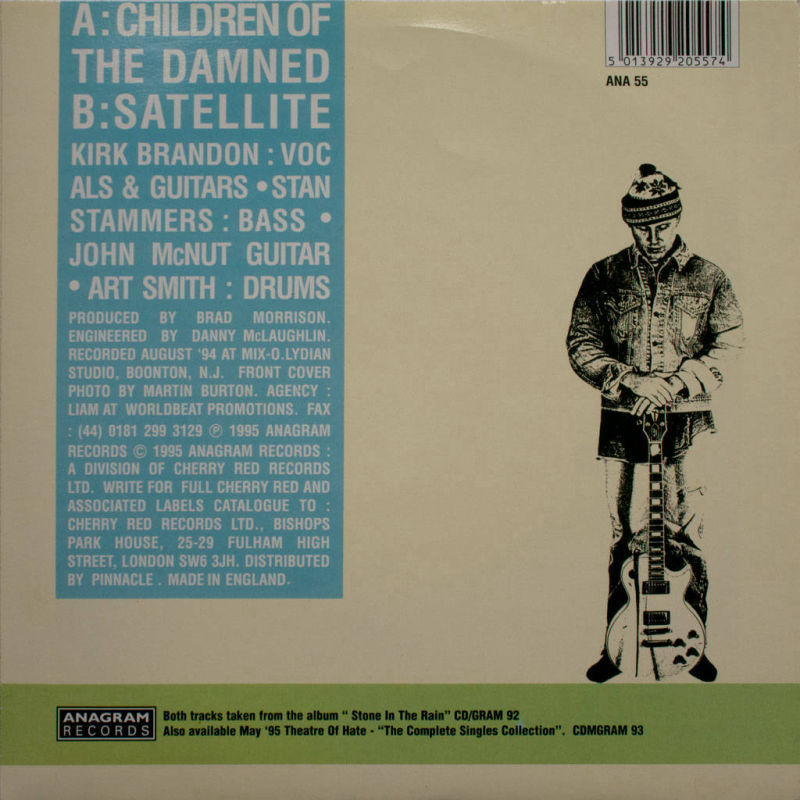 A: CHILDREN OF
THE DAMNED
B: SATELLITE
KIRK BRANDON : VOC
ALS & GUITARS • STAN
STAMMERS : BASS •
JOHN McNUT GUITAR
• ART SMITH : DRUMS
PRODUCED BY BRAD MORRISON.
ENGINEERED BY DANNY McLAUGHLIN.
RECORDED AUGUST '94 AT MIX-O.LYDIAN
STUDIO, BOONTON, N.J. FRONT COVER
PHOTO BY MARTIN BURTON. AGENCY :
LIAM AT WORLDBEAT PROMOTIONS. FAX
: (44) 0181 299 3129 ℗ 1995 ANAGRAM
RECORDS © 1995 ANAGRAM RECORDS :
A DIVISION OF CHERRY RED RECORDS
LTD. WRITE FOR FULL CHERRY RED AND
ASSOCIATED LABELS CATALOGUE TO :
CHERRY RED RECORDS LTD., BISHOPS
PARK HOUSE, 25-29 FULHAM HIGH
STREET, LONDON SW6 3JH. DISTRIBUTED
BY PINNACLE . MADE IN ENGLAND.
5 013929 205574
ANA 55
ANAGRAM
RECORDS
Both tracks taken from the album " Stone In The Rain" CD/GRAM 92
Also available May '95 Theatre Of Hate - "The Complete Singles Collection". CDMGRAM 93